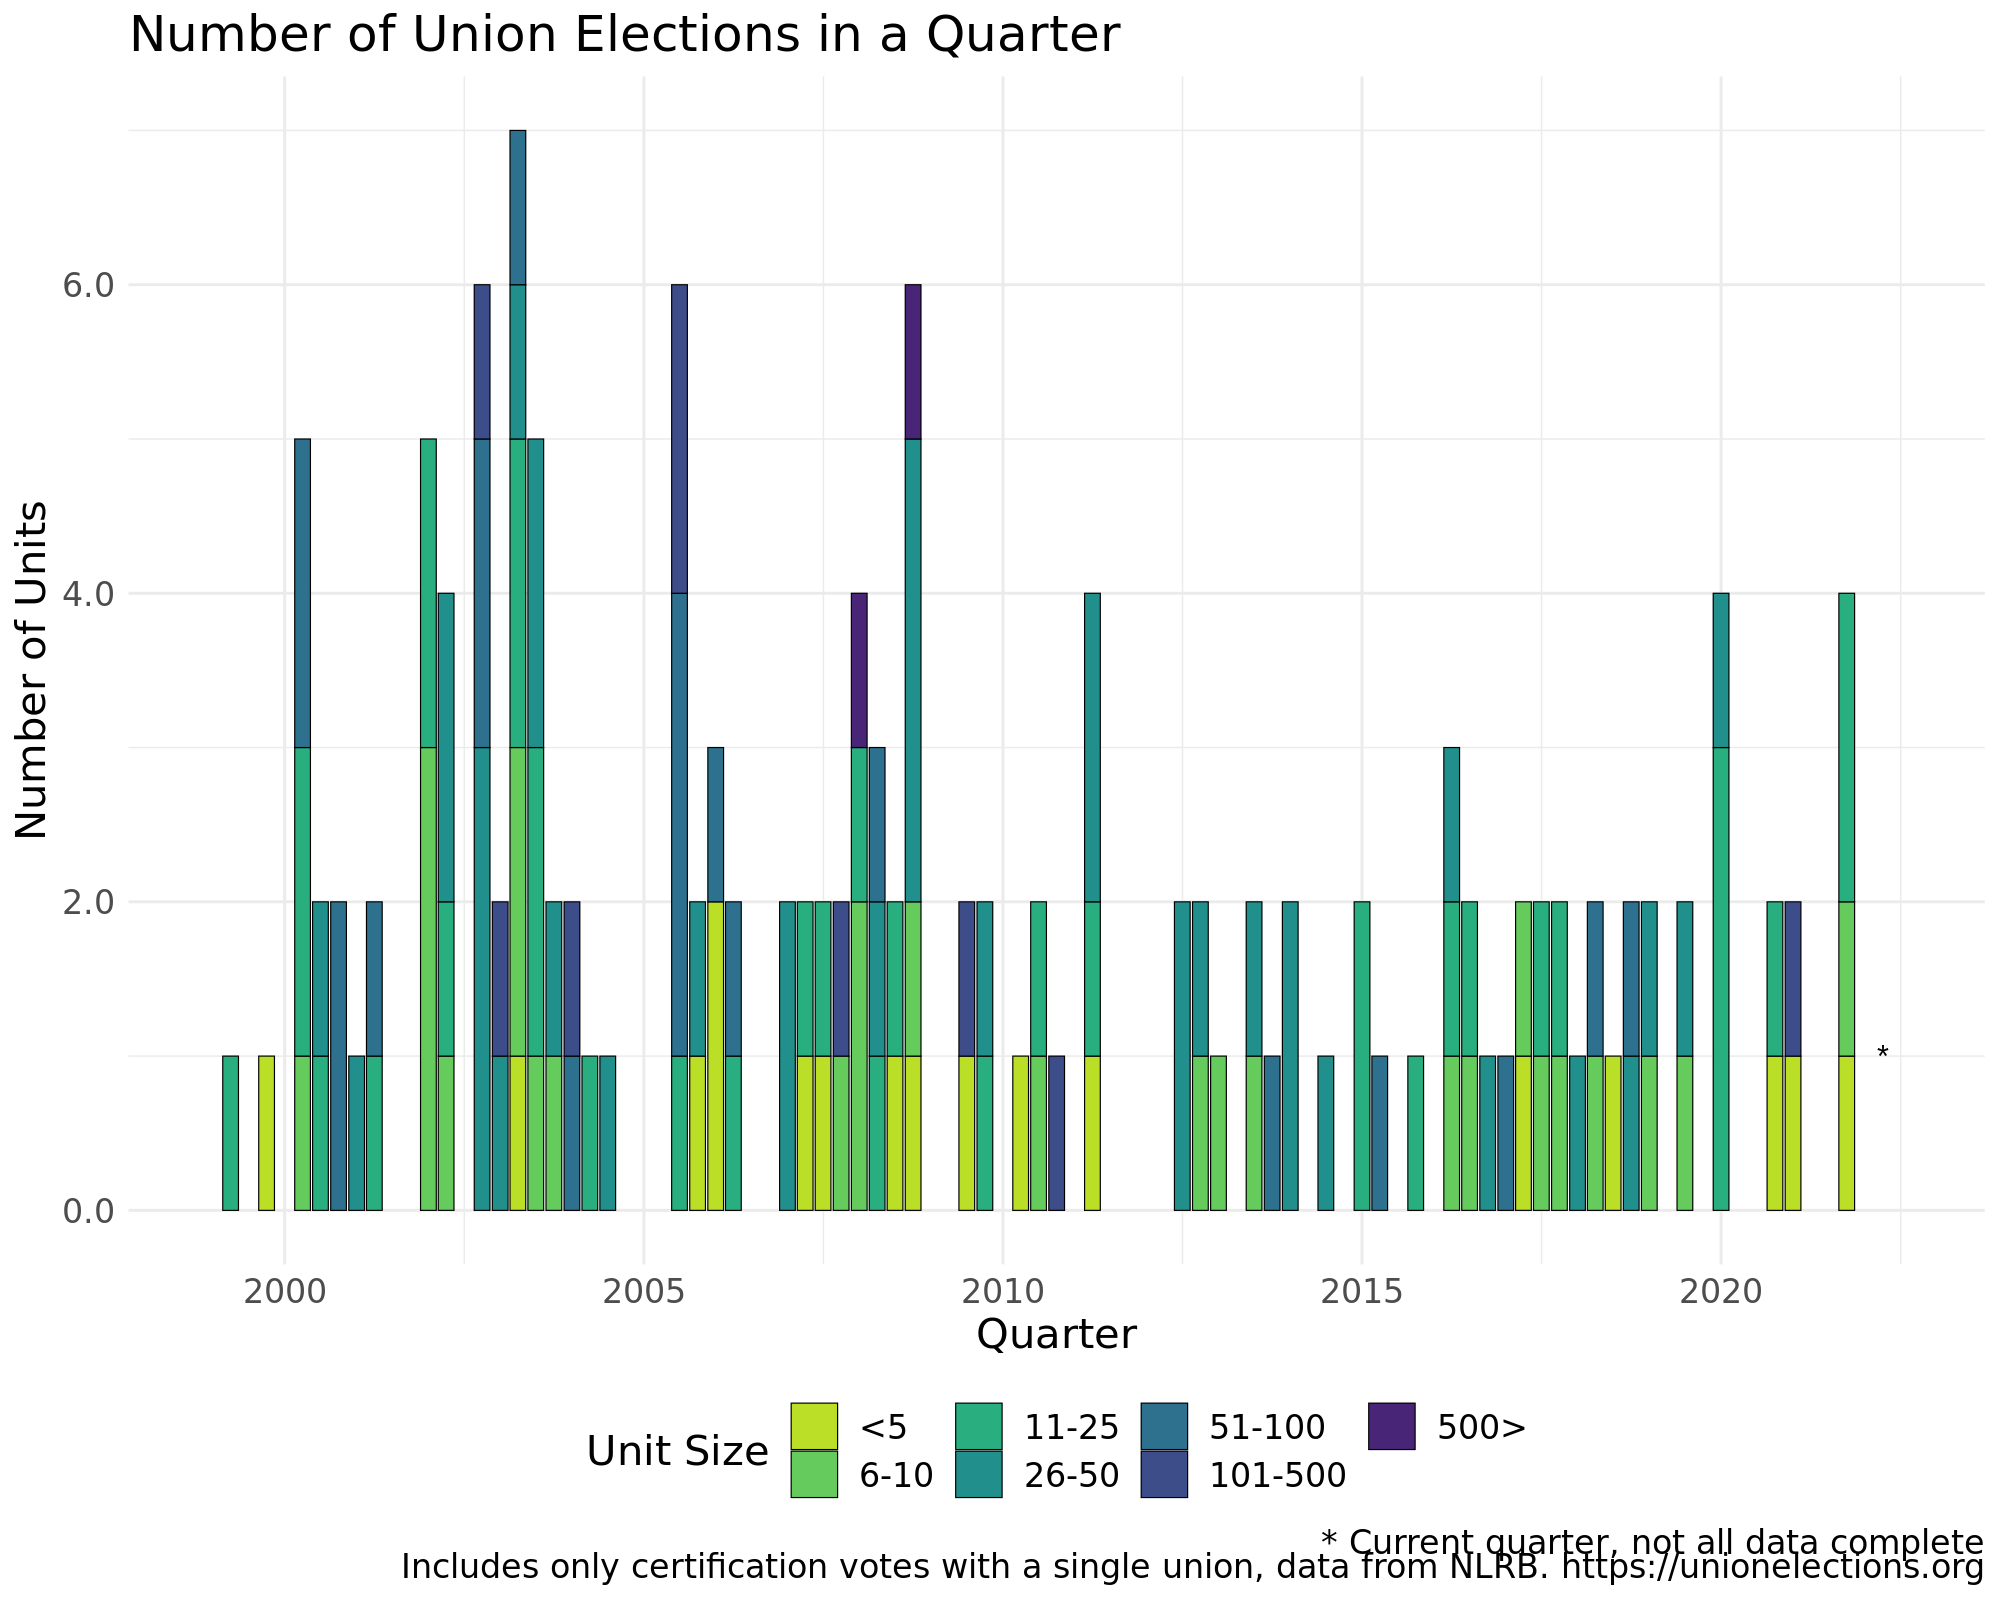 Number of Union Elections in a Quarter
Number of Units
6.0
4.0
2.0
0.0
*
2000 2005 2010 2015 2020
Quarter
Unit Size
<5 11-25 51-100 500>
6-10 26-50 101-500
* Current quarter, not all data complete
Includes only certification votes with a single union, data from NLRB. https://unionelections.org